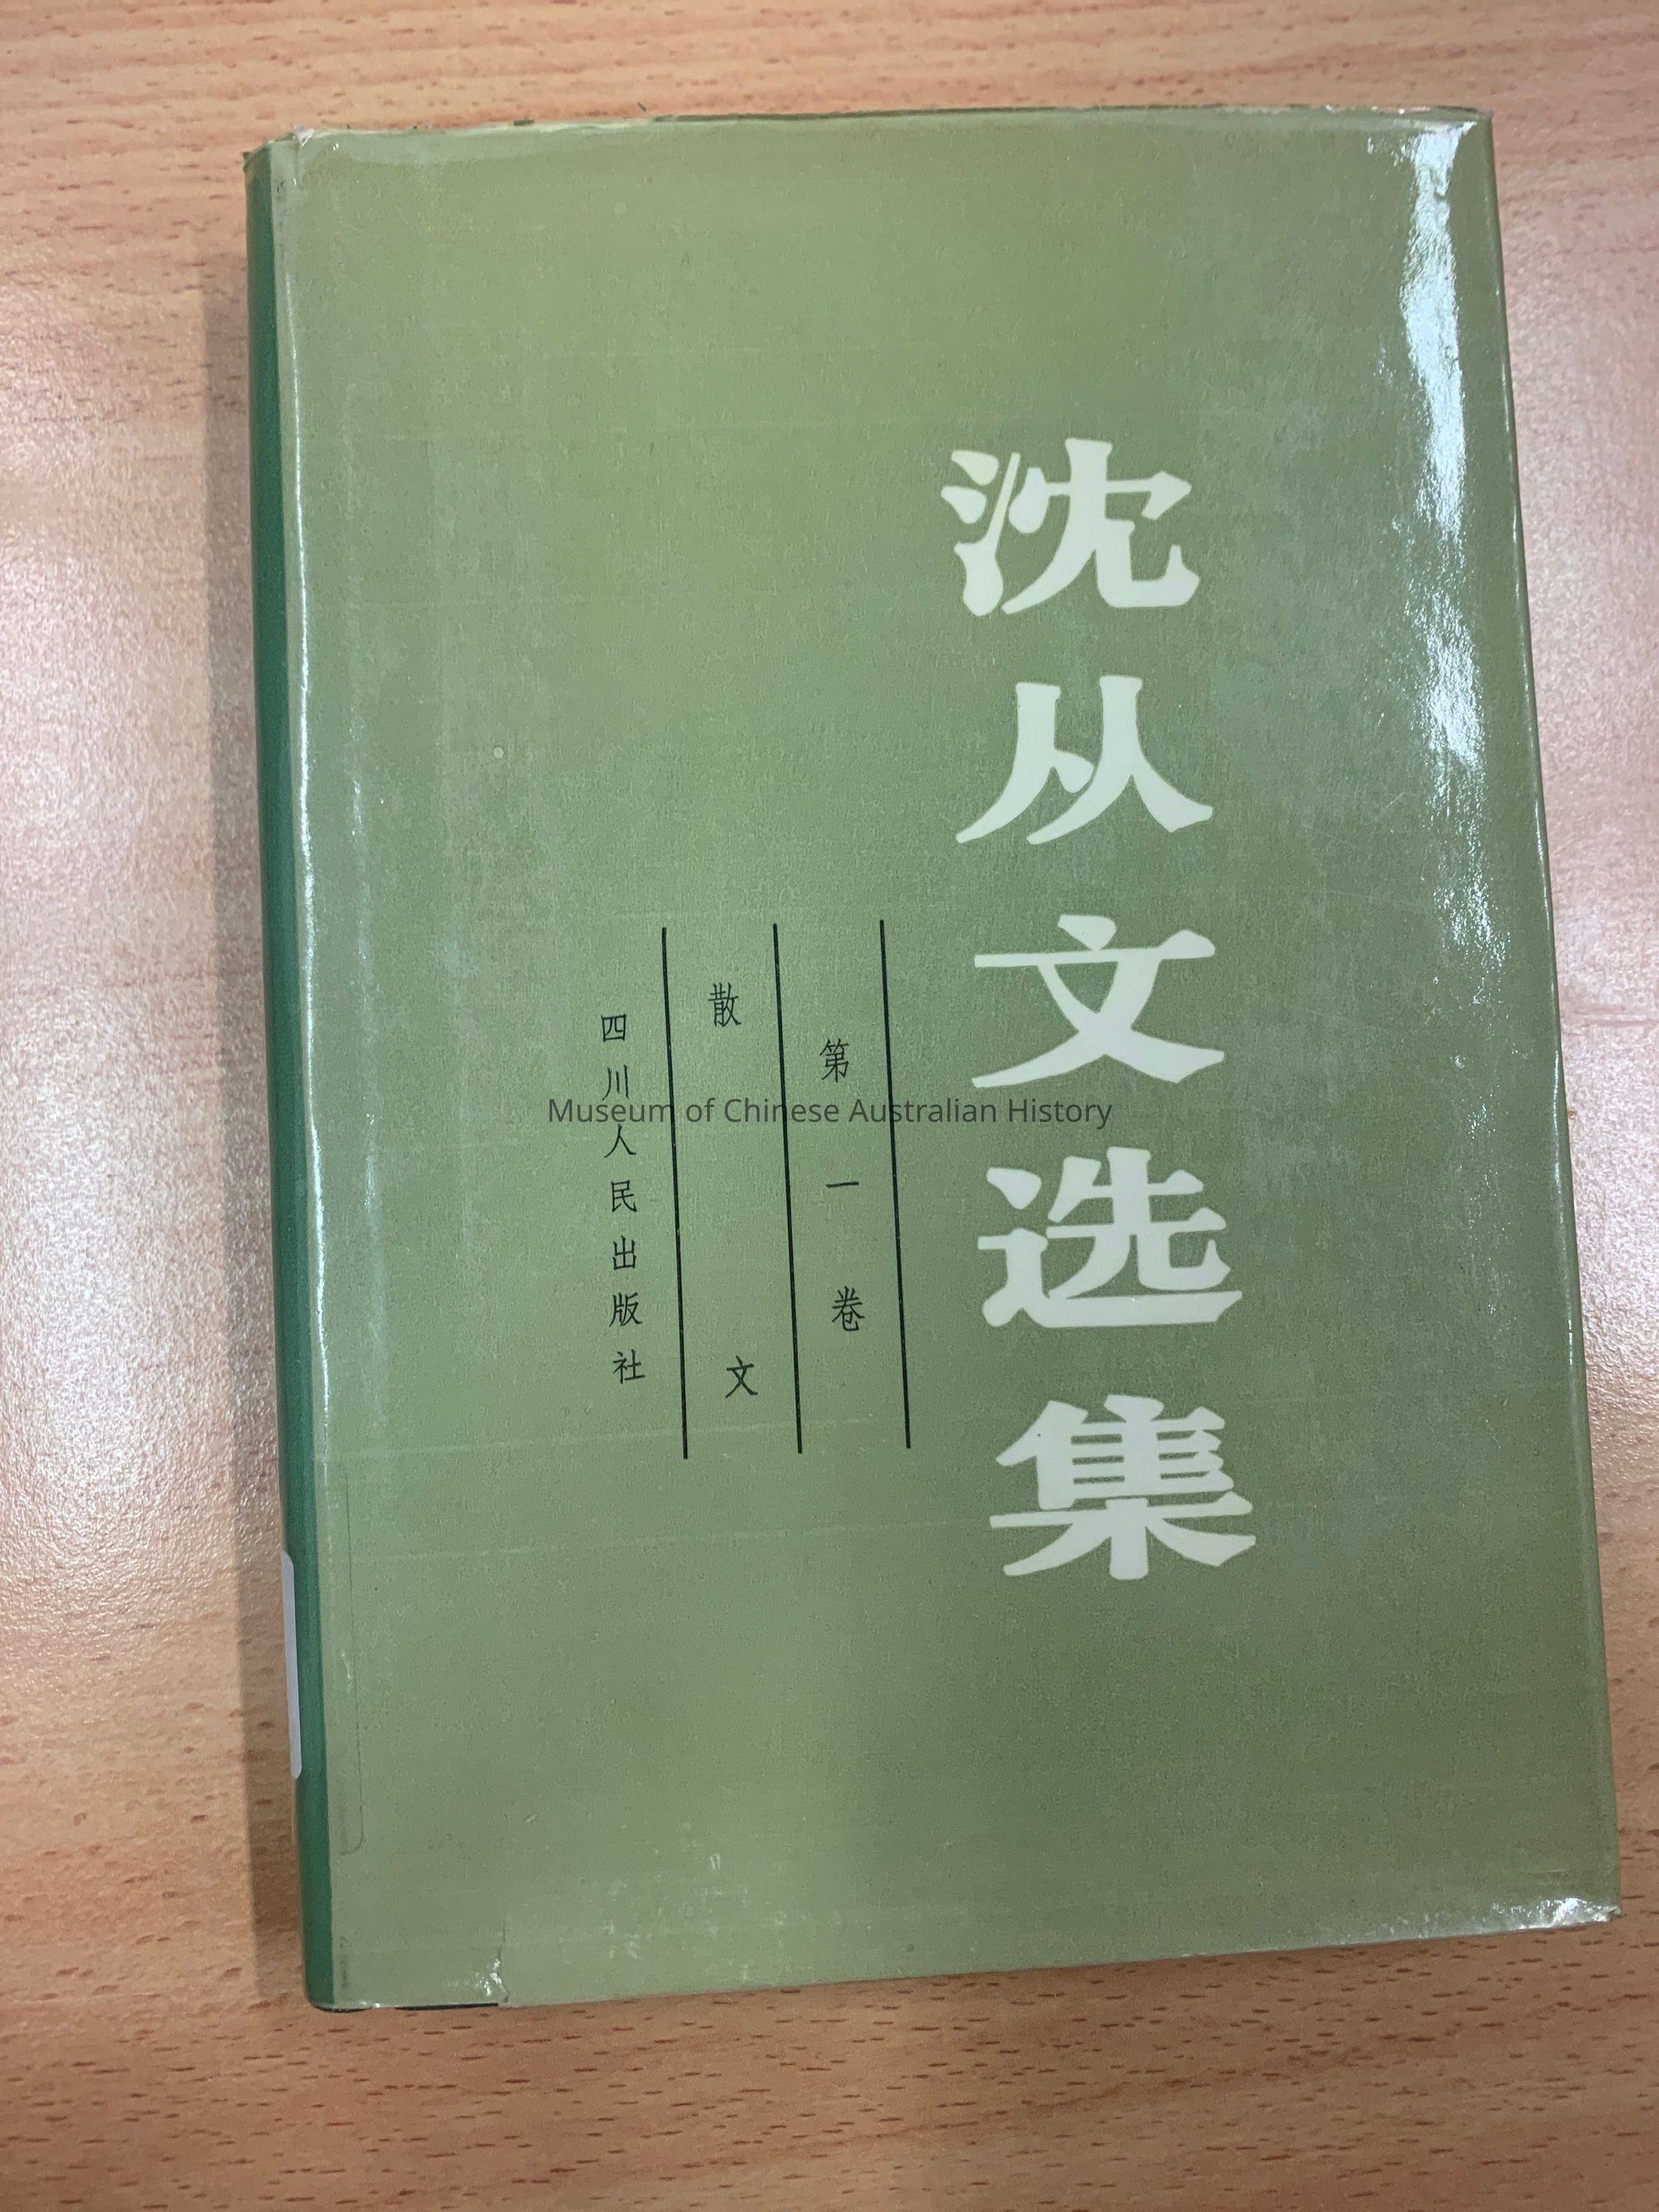 沈从文选集
第一卷
散文
四川人民出版社
Museum of Chinese Australian History